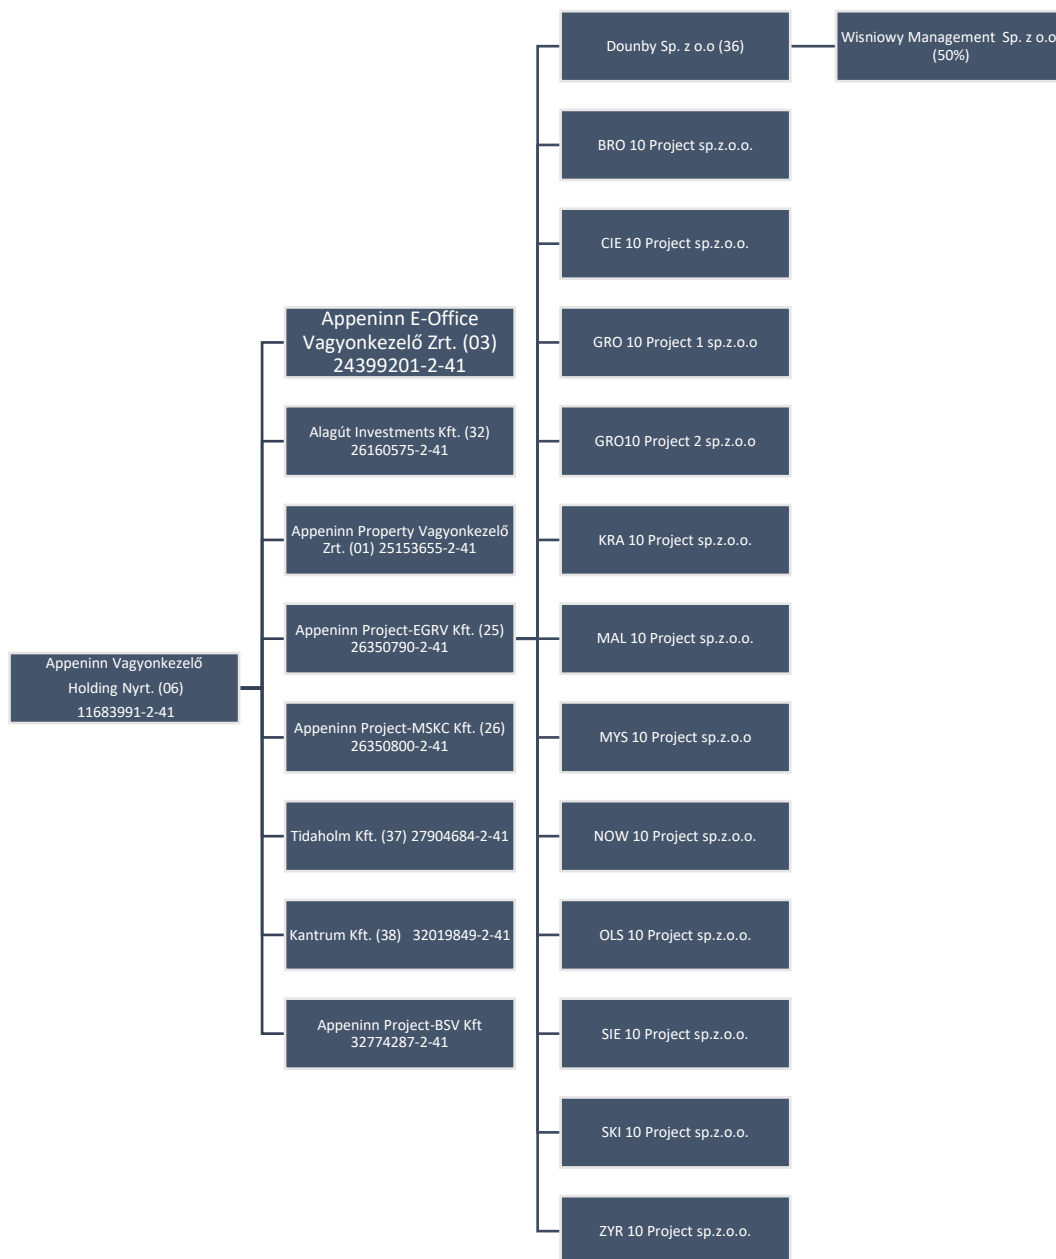 Appeninn Vagyonkezelő
Holding Nyrt. (06)
11683991-2-41
Appeninn E-Office
Vagyonkezelő Zrt. (03)
24399201-2-41
Alagút Investments Kft. (32)
26160575-2-41
Appeninn Property Vagyonkezelő
Zrt. (01) 25153655-2-41
Appeninn Project-EGRV Kft. (25)
26350790-2-41
Appeninn Project-MSKC Kft. (26)
26350800-2-41
Tidaholm Kft. (37) 27904684-2-41
Kantrum Kft. (38) 32019849-2-41
Appeninn Project-BSV Kft
32774287-2-41
Dounby Sp. z o.o (36)
BRO 10 Project sp.z.o.o.
CIE 10 Project sp.z.o.o.
GRO 10 Project 1 sp.z.o.o
GRO10 Project 2 sp.z.o.o
KRA 10 Project sp.z.o.o.
MAL 10 Project sp.z.o.o.
MYS 10 Project sp.z.o.o
NOW 10 Project sp.z.o.o.
OLS 10 Project sp.z.o.o.
SIE 10 Project sp.z.o.o.
SKI 10 Project sp.z.o.o.
ZYR 10 Project sp.z.o.o.
Wisniowy Management Sp. z o.o
(50%)